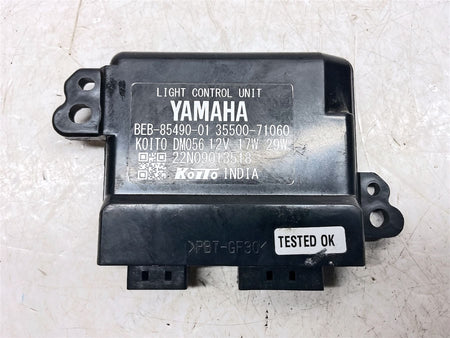 LIGHT CONTROL UNIT
YAMAHA
BEB-85490-01 35500-71060
KOITO DM056 12V 17W 29W
22N09013518
KOITO INDIA
>PBT-GF30<
TESTED OK